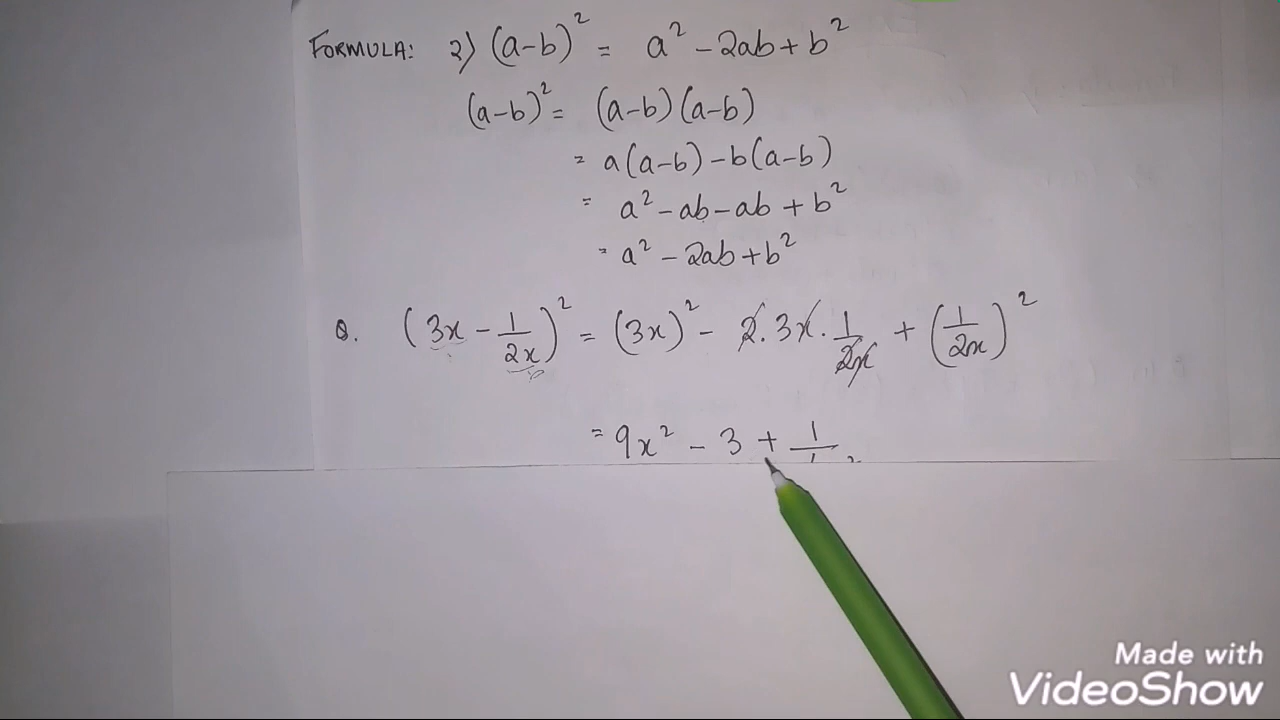 FORMULA: 2) (a-b)² = a² - 2ab + b²
(a-b)² = (a-b)(a-b)
= a(a-b) - b(a-b)
= a² - ab - ab + b²
= a² - 2ab + b²
Q. (3x - 1/2x)² = (3x)² - 2.3x.1/2x + (1/2x)²
= 9x² - 3 + 1/
Made with
VideoShow